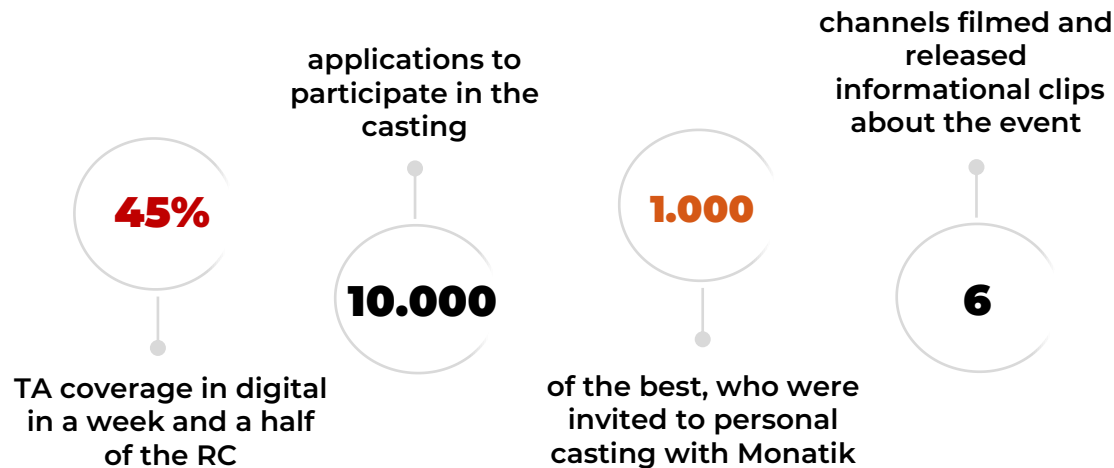 45%
TA coverage in digital
in a week and a half
of the RC
applications to
participate in the
casting
10.000
1.000
of the best, who were
invited to personal
casting with Monatik
channels filmed and
released
informational clips
about the event
6